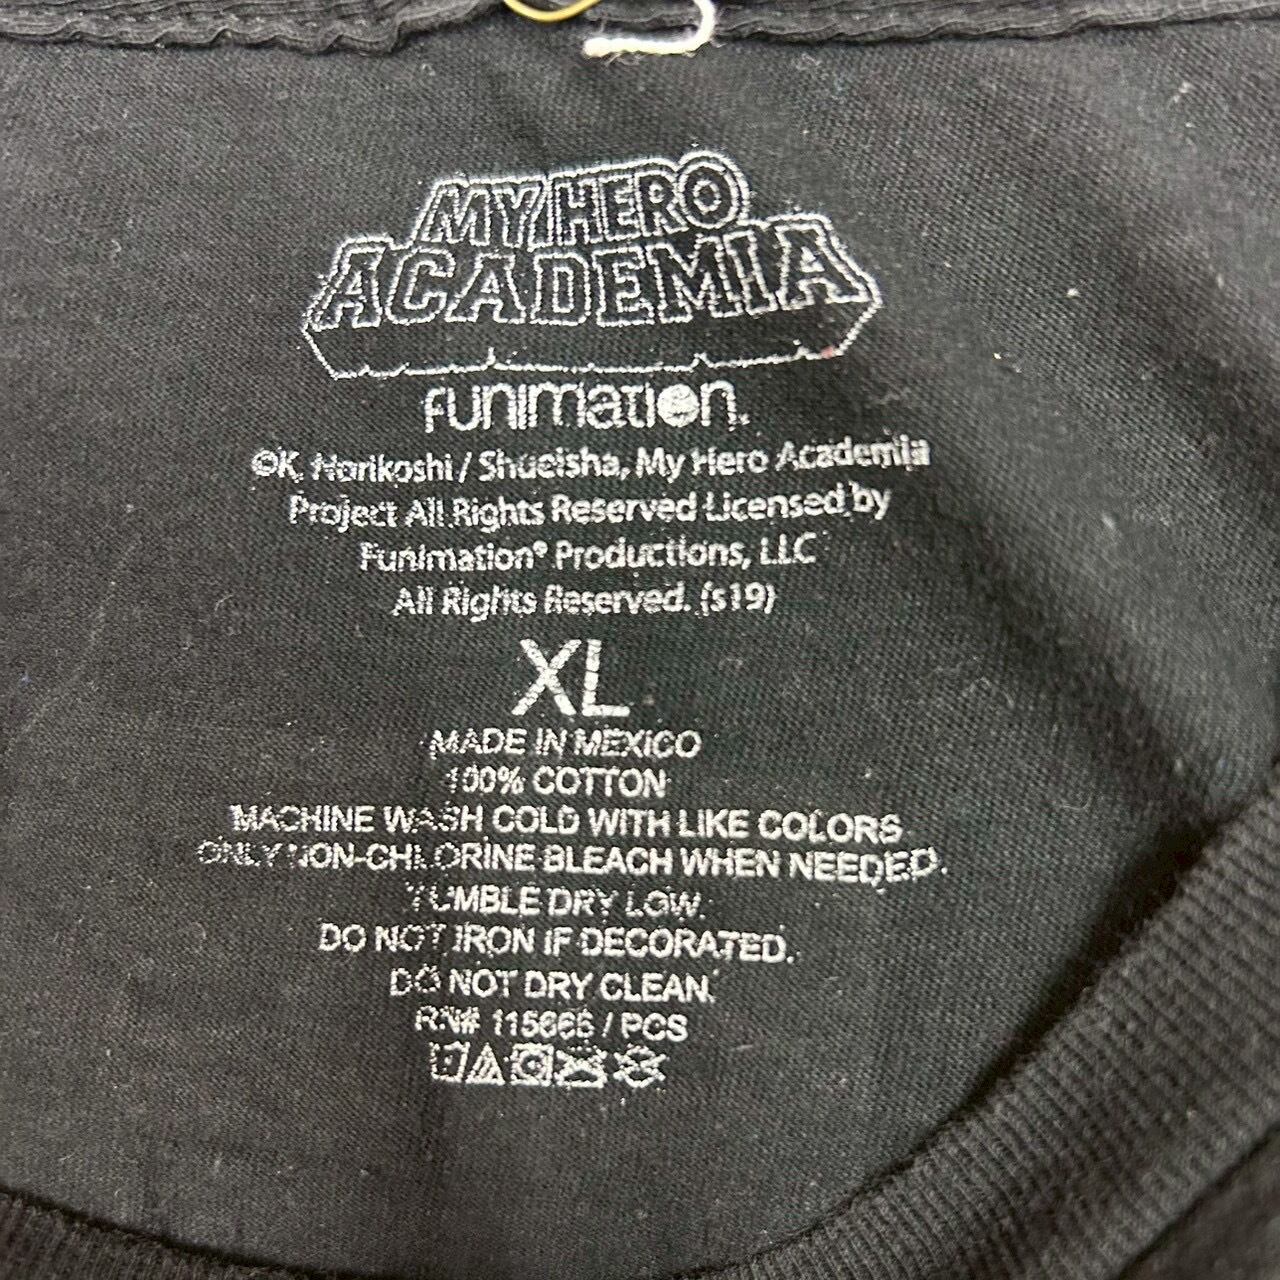 MY HERO
ACADEMIA
FUNIMATION.
©K. Horikoshi / Shueisha, My Hero Academia
Project All Rights Reserved Licensed by
Funimation® Productions, LLC
All Rights Reserved. (s19)
XL
MADE IN MEXICO
100% COTTON
MACHINE WASH COLD WITH LIKE COLORS
ONLY NON-CHLORINE BLEACH WHEN NEEDED.
TUMBLE DRY LOW.
DO NOT IRON IF DECORATED.
DO NOT DRY CLEAN.
RN# / PCS